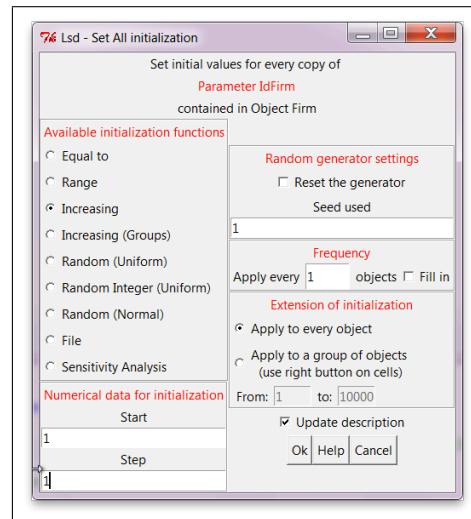 Lsd - Set All initialization
Set initial values for every copy of
Parameter IdFirm
contained in Object Firm
Available initialization functions
Equal to
Range
Increasing
Increasing (Groups)
Random (Uniform)
Random Integer (Uniform)
Random (Normal)
File
Sensitivity Analysis
Numerical data for initialization
Start
1
Step
1
Random generator settings
Reset the generator
Seed used
1
Frequency
Apply every 1 objects Fill in
Extension of initialization
Apply to every object
Apply to a group of objects
(use right button on cells)
From: 1 to: 10000
Update description
Ok Help Cancel